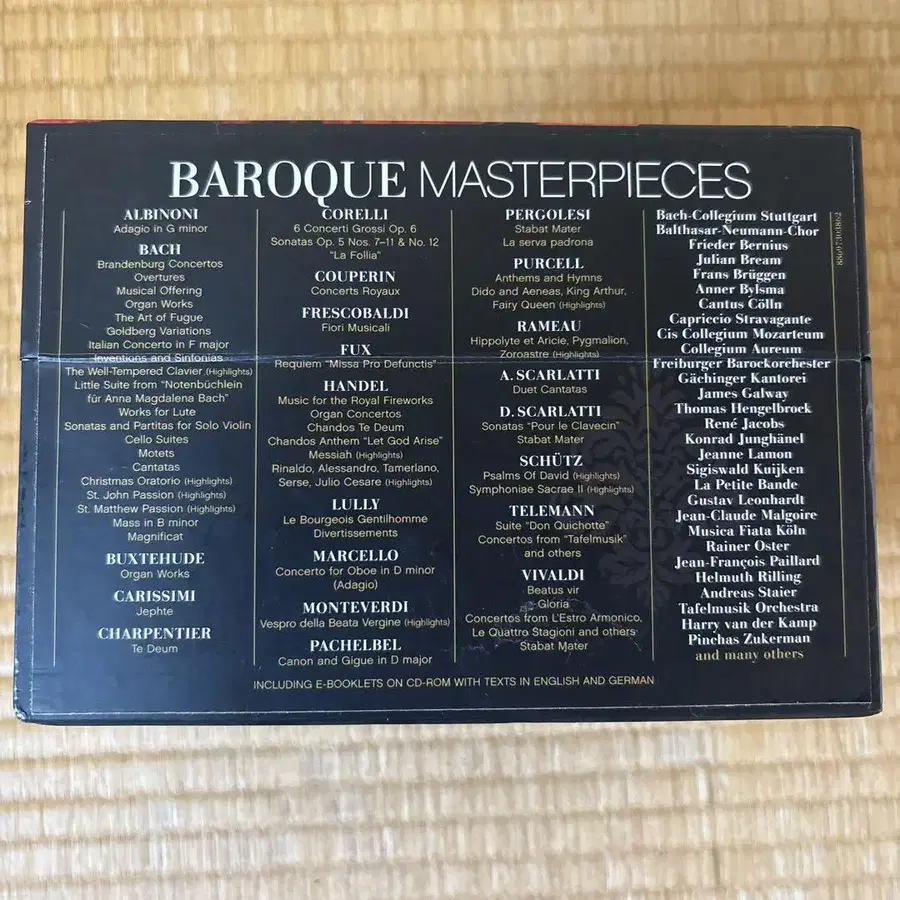 BAROQUE MASTERPIECES
ALBINONI
Adagio in G minor
BACH
Brandenburg Concertos
Overtures
Musical Offering
Organ Works
The Art of Fugue
Goldberg Variations
Italian Concerto in F major
Inventions and Sinfonias
The Well-Tempered Clavier (Highlights)
Little Suite from "Notenbüchlein
für Anna Magdalena Bach"
Works for Lute
Sonatas and Partitas for Solo Violin
Cello Suites
Motets
Cantatas
Christmas Oratorio (Highlights)
St. John Passion (Highlights)
St. Matthew Passion (Highlights)
Mass in B minor
Magnificat
BUXTEHUDE
Organ Works
CARISSIMI
Jephte
CHARPENTIER
Te Deum
CORELLI
6 Concerti Grossi Op. 6
Sonatas Op. 5 Nos. 7–11 & No. 12
"La Follia"
COUPERIN
Concerts Royaux
FRESCOBALDI
Fiori Musicali
FUX
Requiem "Missa Pro Defunctis"
HANDEL
Music for the Royal Fireworks
Organ Concertos
Chandos Te Deum
Chandos Anthem "Let God Arise"
Messiah (Highlights)
Rinaldo, Alessandro, Tamerlano,
Serse, Julio Cesare (Highlights)
LULLY
Le Bourgeois Gentilhomme
Divertissements
MARCELLO
Concerto for Oboe in D minor
(Adagio)
MONTEVERDI
Vespro della Beata Vergine (Highlights)
PACHELBEL
Canon and Gigue in D major
PERGOLESI
Stabat Mater
La serva padrona
PURCELL
Anthems and Hymns
Dido and Aeneas, King Arthur,
Fairy Queen (Highlights)
RAMEAU
Hippolyte et Aricie, Pygmalion,
Zoroastre (Highlights)
A. SCARLATTI
Duet Cantatas
D. SCARLATTI
Sonatas "Pour le Clavecin"
Stabat Mater
SCHÜTZ
Psalms Of David (Highlights)
Symphoniae Sacrae II (Highlights)
TELEMANN
Suite "Don Quichotte"
Concertos from "Tafelmusik"
and others
VIVALDI
Beatus vir
Gloria
Concertos from L'Estro Armonico,
Le Quattro Stagioni and others
Stabat Mater
Bach-Collegium Stuttgart
Balthasar-Neumann-Chor
Frieder Bernius
Julian Bream
Frans Brüggen
Anner Bylsma
Cantus Cölln
Capriccio Stravagante
Cis Collegium Mozarteum
Collegium Aureum
Freiburger Barockorchester
Gächinger Kantorei
James Galway
Thomas Hengelbrock
René Jacobs
Konrad Junghänel
Jeanne Lamon
Sigiswald Kuijken
La Petite Bande
Gustav Leonhardt
Jean-Claude Malgoire
Musica Fiata Köln
Rainer Oster
Jean-François Paillard
Helmuth Rilling
Andreas Staier
Tafelmusik Orchestra
Harry van der Kamp
Pinchas Zukerman
and many others
88697303862
INCLUDING E-BOOKLETS ON CD-ROM WITH TEXTS IN ENGLISH AND GERMAN